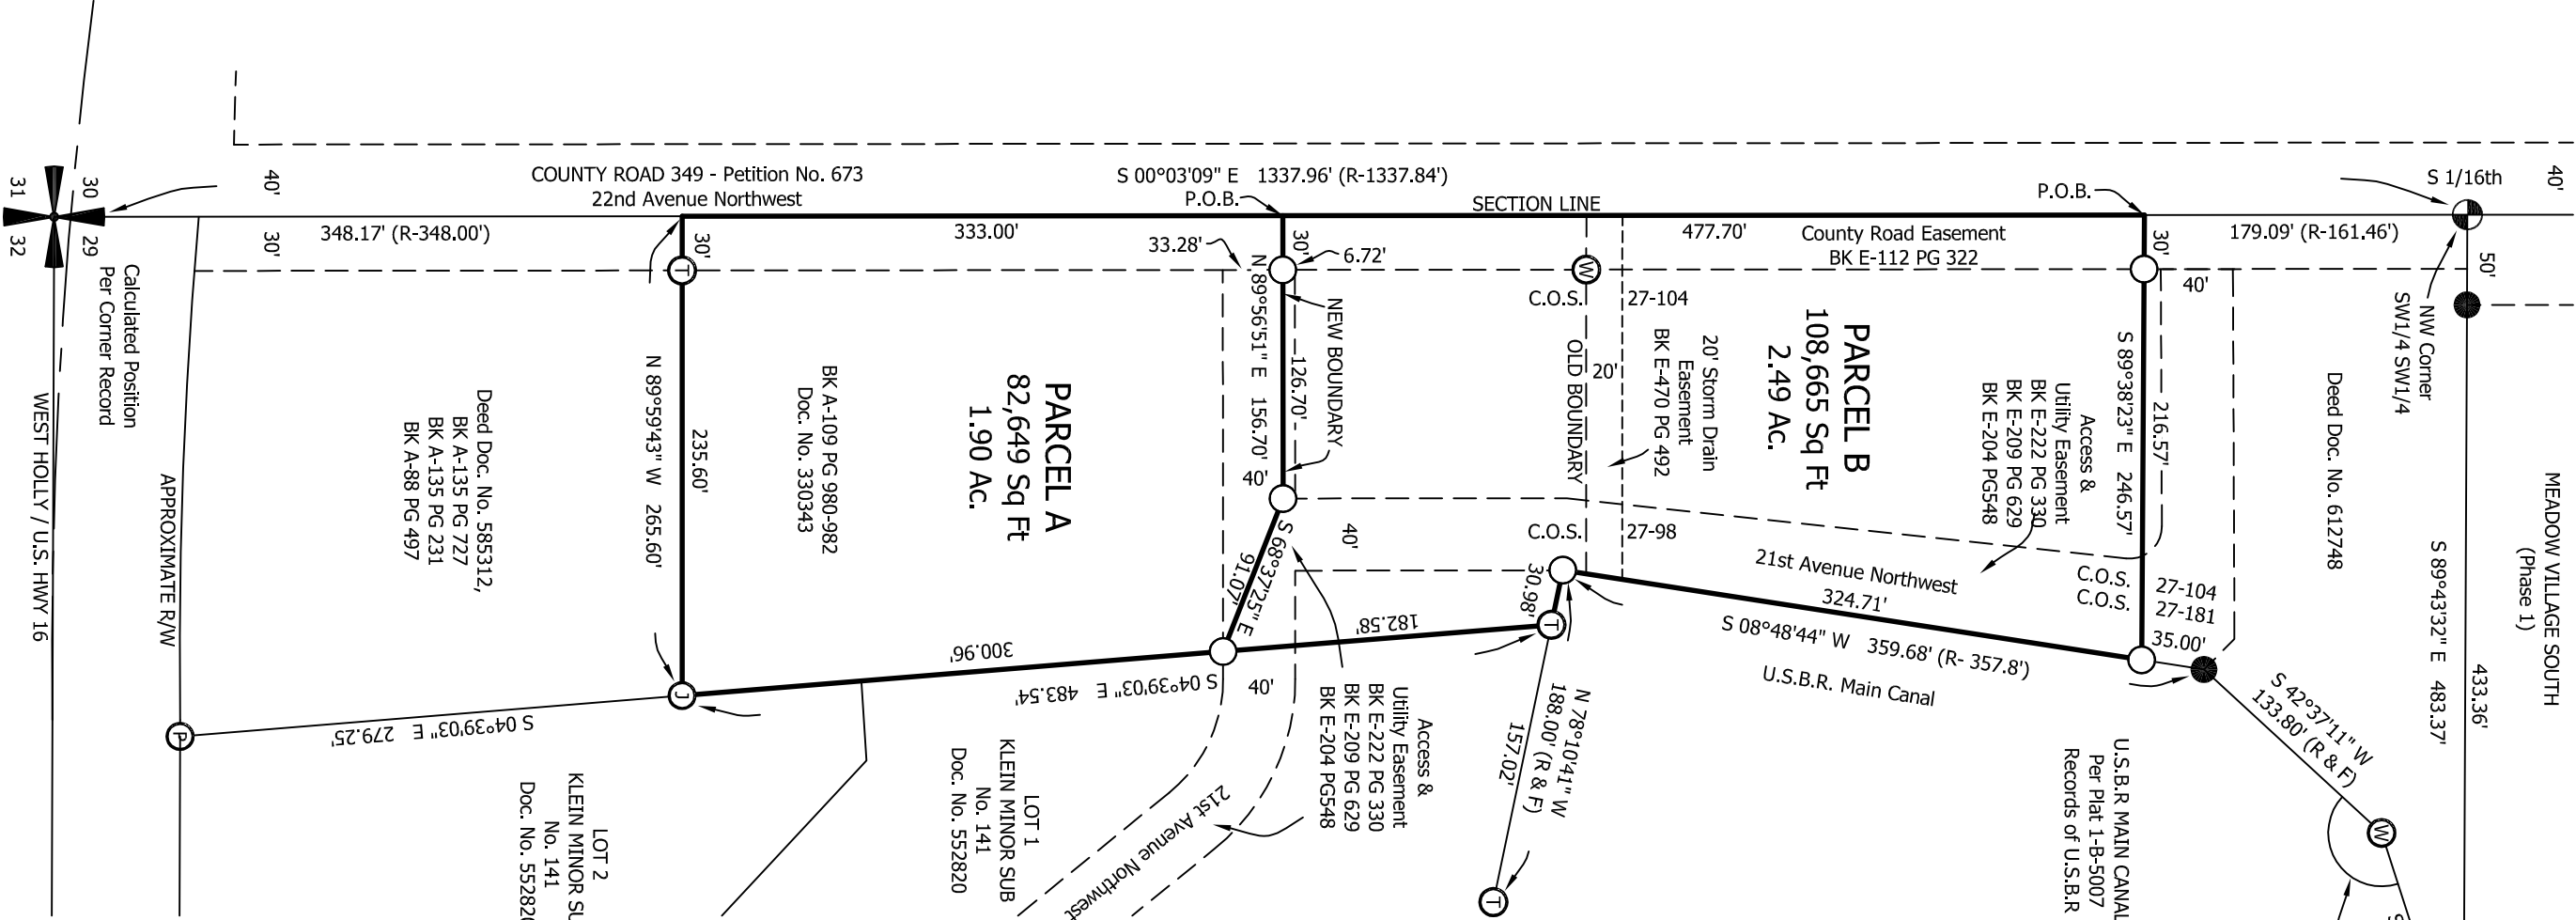 COUNTY ROAD 349 - Petition No. 673
22nd Avenue Northwest
S 00°03'09" E 1337.96' (R-1337.84')
P.O.B.
SECTION LINE
P.O.B.
S 1/16th
40'
40'
31
30
32
29
30'
348.17' (R-348.00')
30'
333.00'
33.28'
30'
6.72'
477.70'
County Road Easement
BK E-112 PG 322
30'
179.09' (R-161.46')
50'
40'
Calculated Position
Per Corner Record
WEST HOLLY / U.S. HWY 16
APPROXIMATE R/W
Deed Doc. No. 585312,
BK A-135 PG 727
BK A-135 PG 231
BK A-88 PG 497
N 89°59'43" W 265.60'
235.60'
BK A-109 PG 980-982
Doc. No. 330343
PARCEL A
82,649 Sq Ft
1.90 Ac.
N 89°56'51" E 156.70'
126.70'
NEW BOUNDARY
40'
S 68°37'25" E
91.07'
40'
C.O.S. 27-104
OLD BOUNDARY
20'
20' Storm Drain
Easement
BK E-470 PG 492
C.O.S. 27-98
PARCEL B
108,665 Sq Ft
2.49 Ac.
Access &
Utility Easement
BK E-222 PG 330
BK E-209 PG 629
BK E-204 PG548
S 89°38'23" E 246.57'
216.57'
NW Corner
SW1/4 SW1/4
Deed Doc. No. 612748
MEADOW VILLAGE SOUTH
(Phase 1)
S 89°43'32" E 483.37'
433.36'
21st Avenue Northwest
324.71'
S 08°48'44" W 359.68' (R- 357.8')
U.S.B.R. Main Canal
C.O.S. 27-104
C.O.S. 27-181
35.00'
S 42°37'11" W
133.80' (R & F)
U.S.B.R MAIN CANAL
Per Plat 1-B-5007
Records of U.S.B.R
30.98'
182.58'
N 78°10'41" W
188.00' (R & F)
157.02'
300.96'
S 04°39'03" E 483.54'
40'
Access &
Utility Easement
BK E-222 PG 330
BK E-209 PG 629
BK E-204 PG548
21st Avenue Northwest
LOT 1
KLEIN MINOR SUB
No. 141
Doc. No. 552820
S 04°39'03" E 279.25'
LOT 2
KLEIN MINOR SU
No. 141
Doc. No. 552820
T
W
J
P
T
T
W